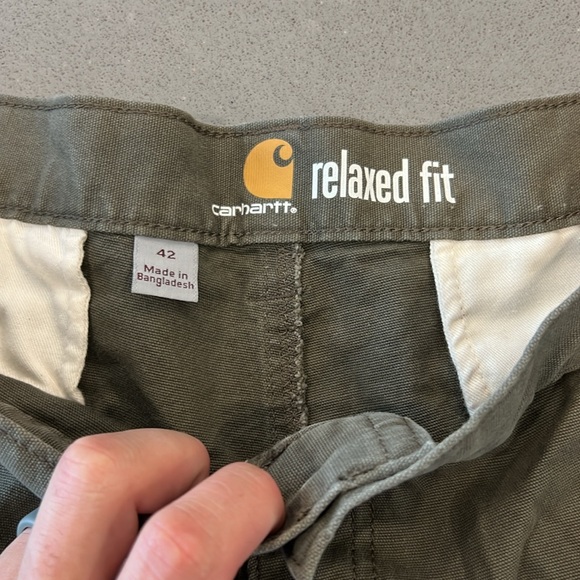 carhartt. relaxed fit
42
Made in
Bangladesh